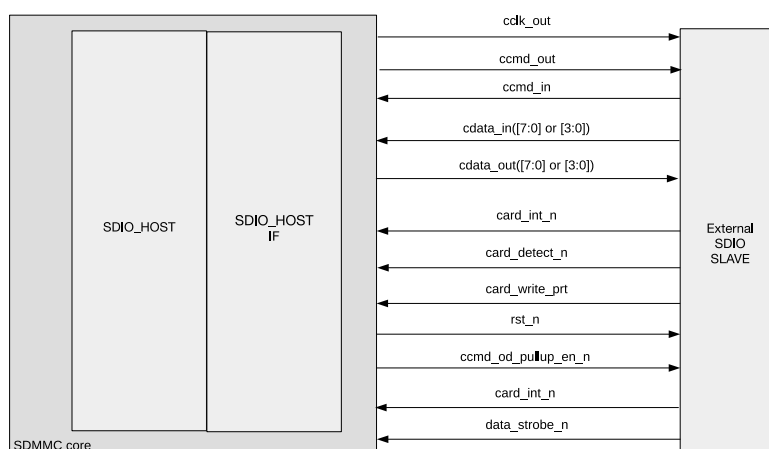 cclk_out
ccmd_out
ccmd_in
cdata_in([7:0] or [3:0])
cdata_out([7:0] or [3:0])
SDIO_HOST
SDIO_HOST
IF
card_int_n
card_detect_n
card_write_prt
rst_n
ccmd_od_pullup_en_n
card_int_n
data_strobe_n
External
SDIO
SLAVE
SDMMC core